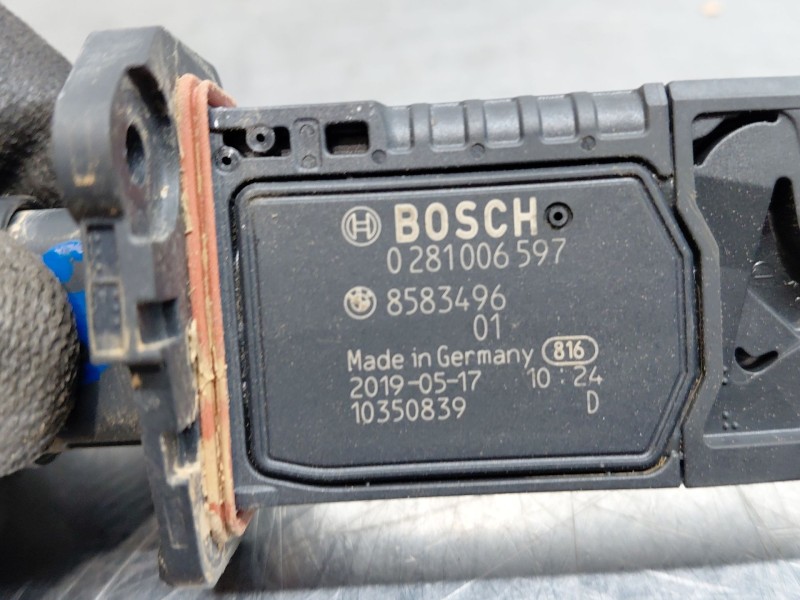 BOSCH
0 281 006 597
8583496
01
Made in Germany 816
2019-05-17 10:24
10350839 D